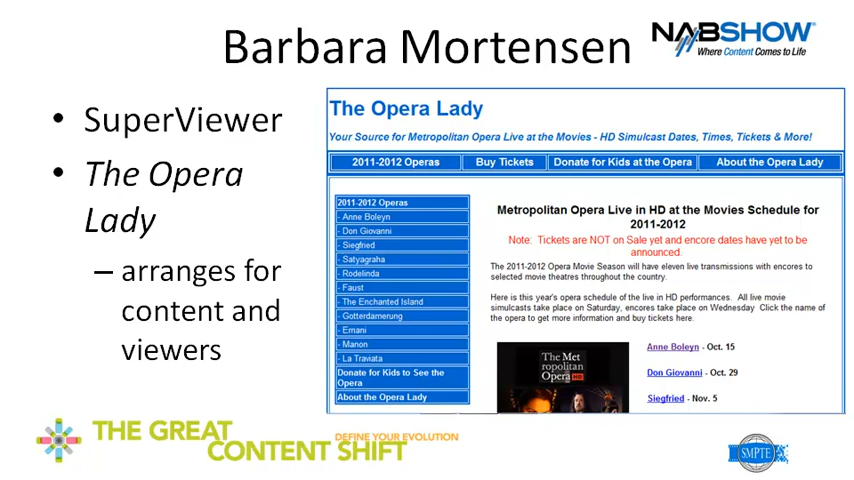 Barbara Mortensen
NABSHOW
Where Content Comes to Life
• SuperViewer
• The Opera
Lady
– arranges for
content and
viewers
The Opera Lady
Your Source for Metropolitan Opera Live at the Movies - HD Simulcast Dates, Times, Tickets & More!
2011-2012 Operas Buy Tickets Donate for Kids at the Opera About the Opera Lady
2011-2012 Operas
- Anne Boleyn
- Don Giovanni
- Siegfried
- Satyagraha
- Rodelinda
- Faust
- The Enchanted Island
- Gotterdamerung
- Ernani
- Manon
- La Traviata
Donate for Kids to See the
Opera
About the Opera Lady
Metropolitan Opera Live in HD at the Movies Schedule for
2011-2012
Note: Tickets are NOT on Sale yet and encore dates have yet to be
announced.
The 2011-2012 Opera Movie Season will have eleven live transmissions with encores to
selected movie theatres throughout the country.
Here is this year's opera schedule of the live in HD performances. All live movie
simulcasts take place on Saturday, encores take place on Wednesday Click the name of
the opera to get more information and buy tickets here.
The Met
ropolitan
Opera HD
Anne Boleyn - Oct. 15
Don Giovanni - Oct. 29
Siegfried - Nov. 5
THE GREAT
CONTENT SHIFT
DEFINE YOUR EVOLUTION
SMPTE